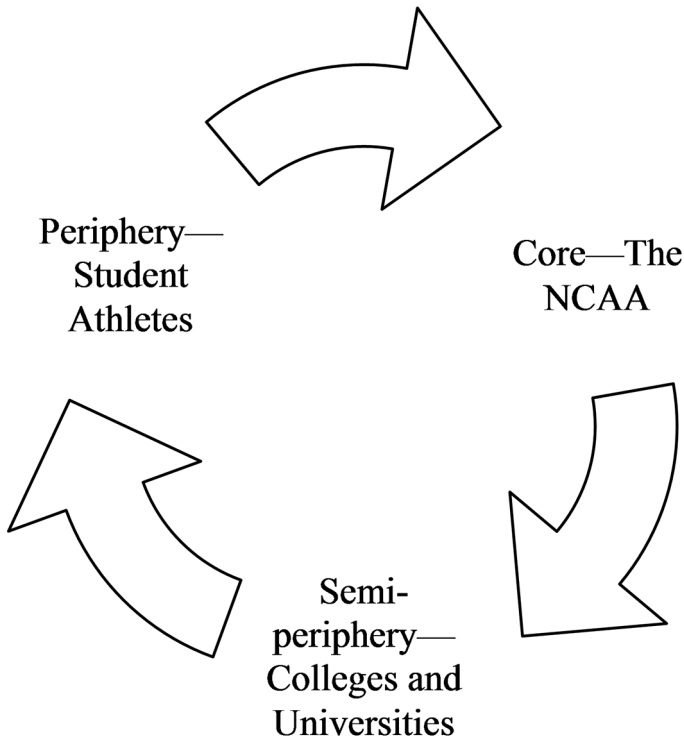 Periphery—
Student
Athletes
Core—The
NCAA
Semi-
periphery—
Colleges and
Universities